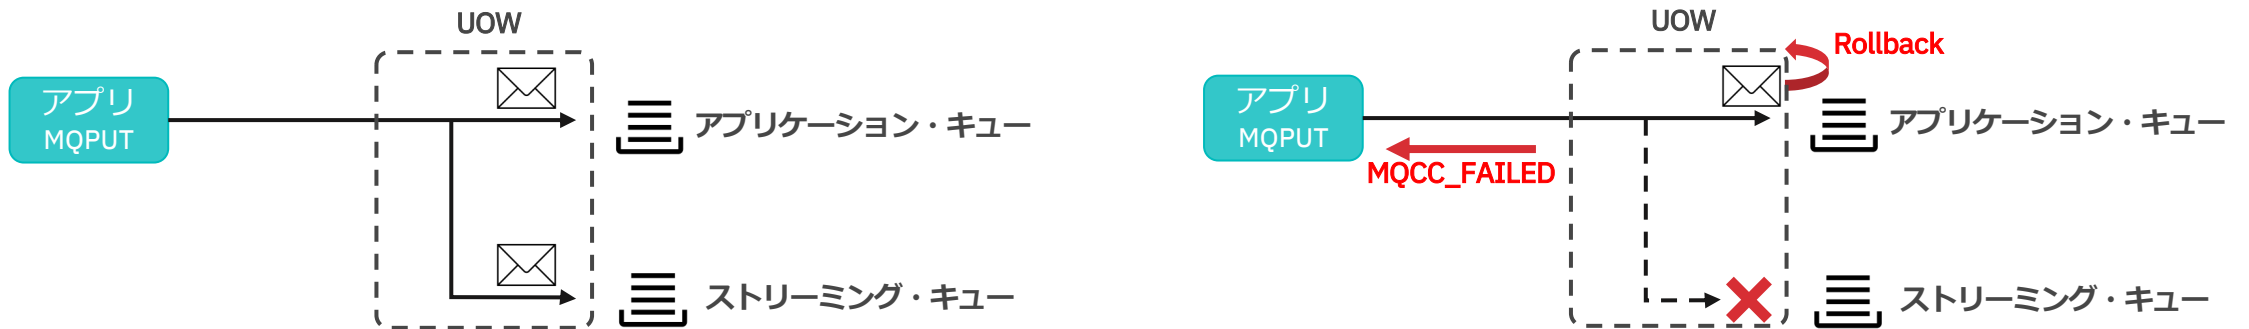 UOW
アプリ
MQPUT
アプリケーション・キュー
ストリーミング・キュー
UOW
Rollback
アプリ
MQPUT
MQCC_FAILED
アプリケーション・キュー
ストリーミング・キュー